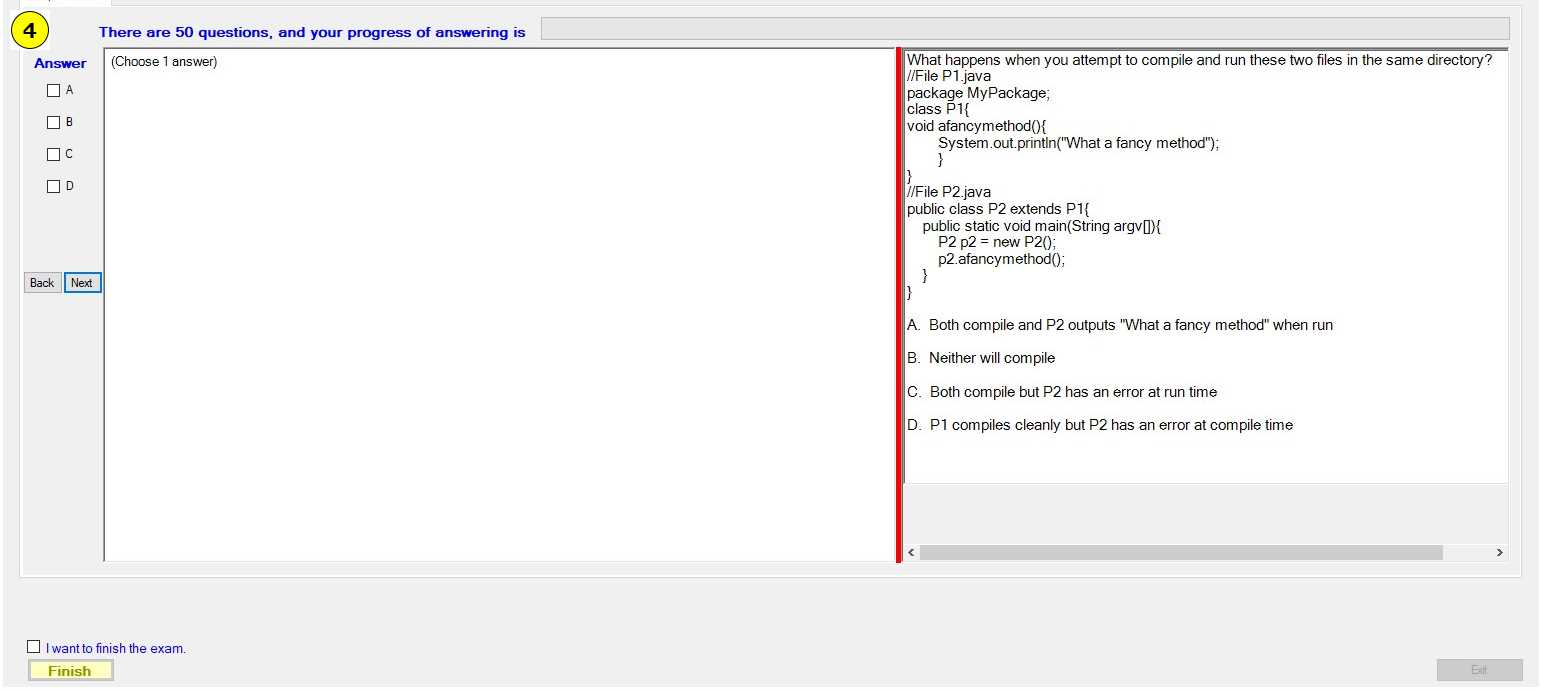 4
There are 50 questions, and your progress of answering is
Answer
A
B
C
D
Back
Next
(Choose 1 answer)
What happens when you attempt to compile and run these two files in the same directory?
//File P1.java
package MyPackage;
class P1{
void afancymethod(){
System.out.println("What a fancy method");
}
}
//File P2.java
public class P2 extends P1{
public static void main(String argv[]){
P2 p2 = new P2();
p2.afancymethod();
}
}
A. Both compile and P2 outputs "What a fancy method" when run
B. Neither will compile
C. Both compile but P2 has an error at run time
D. P1 compiles cleanly but P2 has an error at compile time
I want to finish the exam.
Finish
Exit